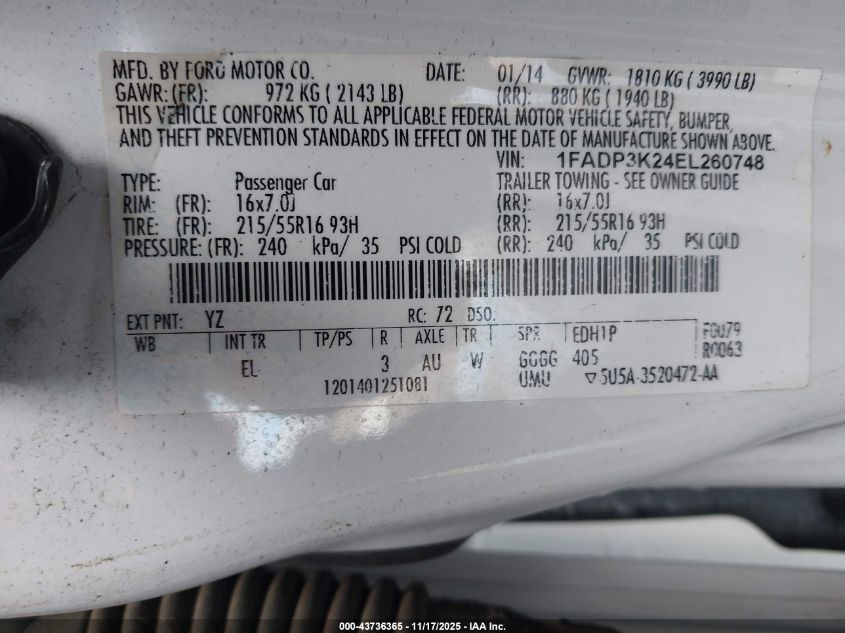 MFD. BY FORD MOTOR CO. DATE: 01/14 GVWR: 1810 KG ( 3990 LB)
GAWR: (FR): 972 KG ( 2143 LB) (RR): 880 KG ( 1940 LB)
THIS VEHICLE CONFORMS TO ALL APPLICABLE FEDERAL MOTOR VEHICLE SAFETY, BUMPER,
AND THEFT PREVENTION STANDARDS IN EFFECT ON THE DATE OF MANUFACTURE SHOWN ABOVE.
VIN: 1FADP3K24EL260748
TYPE: Passenger Car TRAILER TOWING - SEE OWNER GUIDE
RIM: (FR): 16x7.0J (RR): 16x7.0J
TIRE: (FR): 215/55R16 93H (RR): 215/55R16 93H
PRESSURE: (FR): 240 kPa/ 35 PSI COLD (RR): 240 kPa/ 35 PSI COLD
EXT PNT: YZ RC: 72 DSO:
WB INT TR TP/PS R AXLE TR SPR EDH1P F0079
EL 3 AU W GGGG 405 R0063
1201401251081 UMU ▽5U5A-3520472-AA
000-43736365 - 11/17/2025 - IAA Inc.